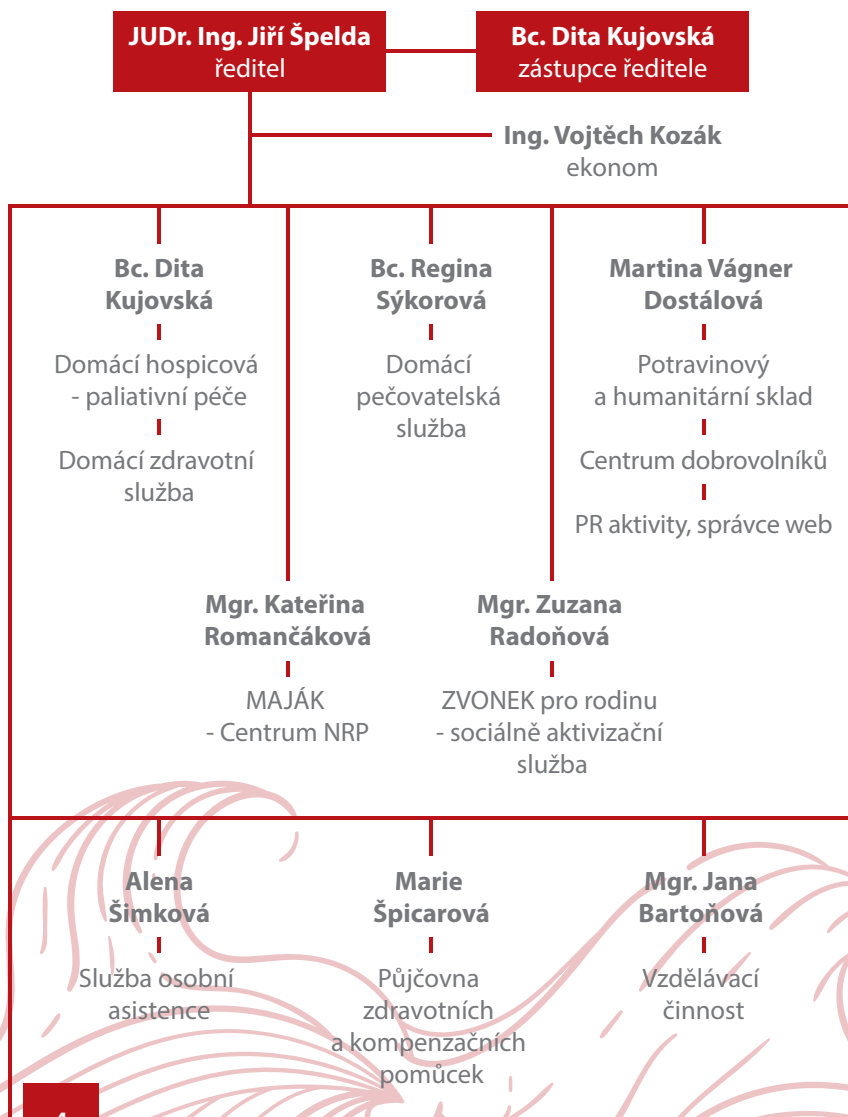 JUDr. Ing. Jiří Špelda
ředitel
Bc. Dita Kujovská
zástupce ředitele
Ing. Vojtěch Kozák
ekonom
Bc. Dita
Kujovská
Domácí hospicová
- paliativní péče
Domácí zdravotní
služba
Bc. Regina
Sýkorová
Domácí
pečovatelská
služba
Martina Vágner
Dostálová
Potravinový
a humanitární sklad
Centrum dobrovolníků
PR aktivity, správce web
Mgr. Kateřina
Romančáková
MAJÁK
- Centrum NRP
Mgr. Zuzana
Radoňová
ZVONEK pro rodinu
- sociálně aktivizační
služba
Alena
Šimková
Služba osobní
asistence
Marie
Špicarová
Půjčovna
zdravotních
a kompenzačních
pomůcek
Mgr. Jana
Bartoňová
Vzdělávací
činnost